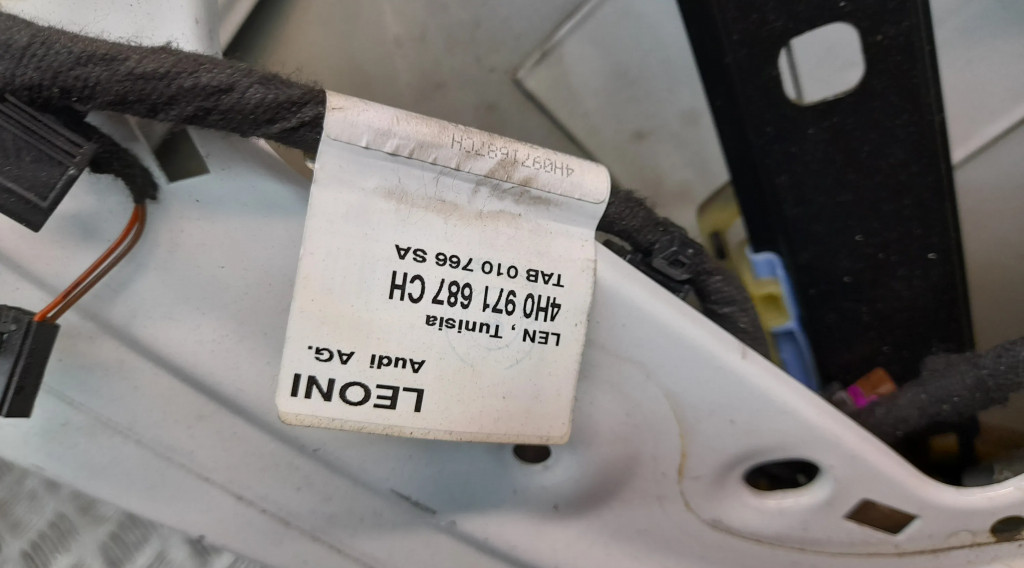 LEONI
Audi AG.
LEN , Tunisia
4H0 971 687 CH
TAB 010 766 SA
4H0971687CH